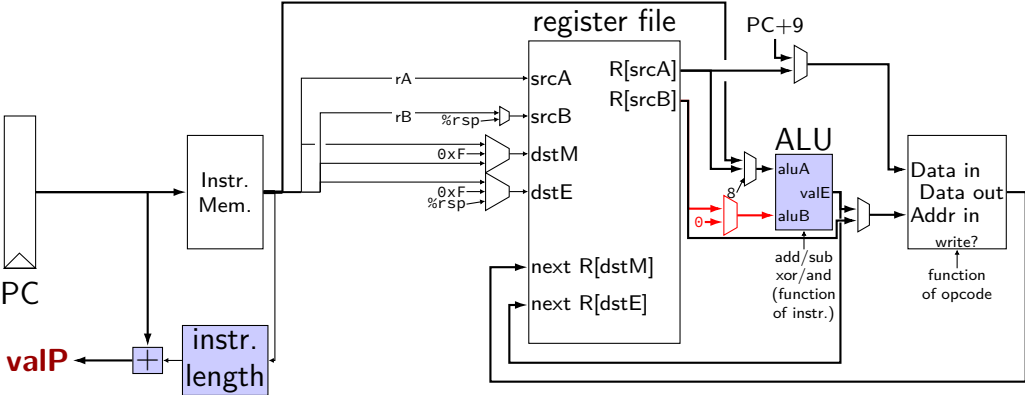 register file
PC+9
rA
srcA
R[srcA]
R[srcB]
rB
%rsp
srcB
ALU
Instr.
Mem.
0xF
dstM
8
aluA
valE
aluB
0xF
%rsp
dstE
0
Data in
Data out
Addr in
write?
add/sub
xor/and
(function
of instr.)
function
of opcode
next R[dstM]
next R[dstE]
PC
valP
+
instr.
length